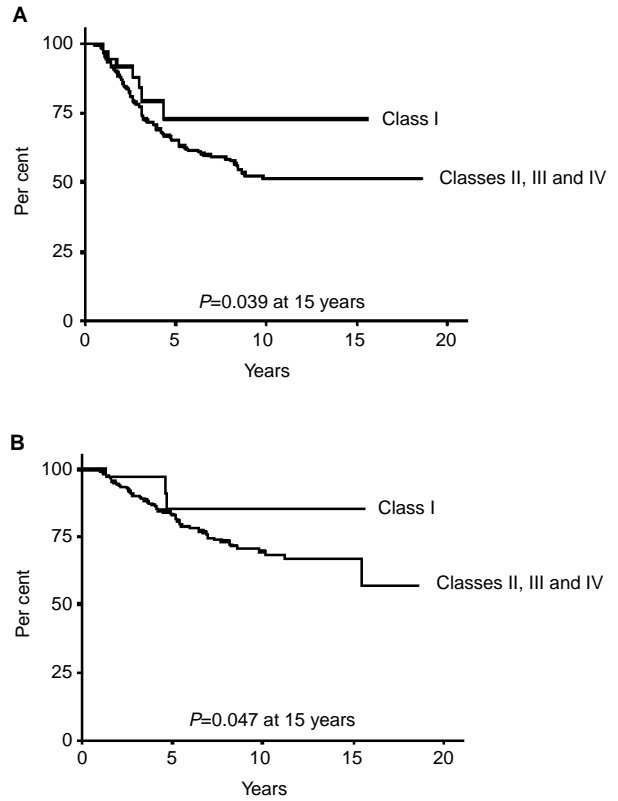 A
100
75
50
25
0
Per cent
Class I
Classes II, III and IV
P=0.039 at 15 years
0 5 10 15 20
Years
B
100
75
50
25
0
Per cent
Class I
Classes II, III and IV
P=0.047 at 15 years
0 5 10 15 20
Years